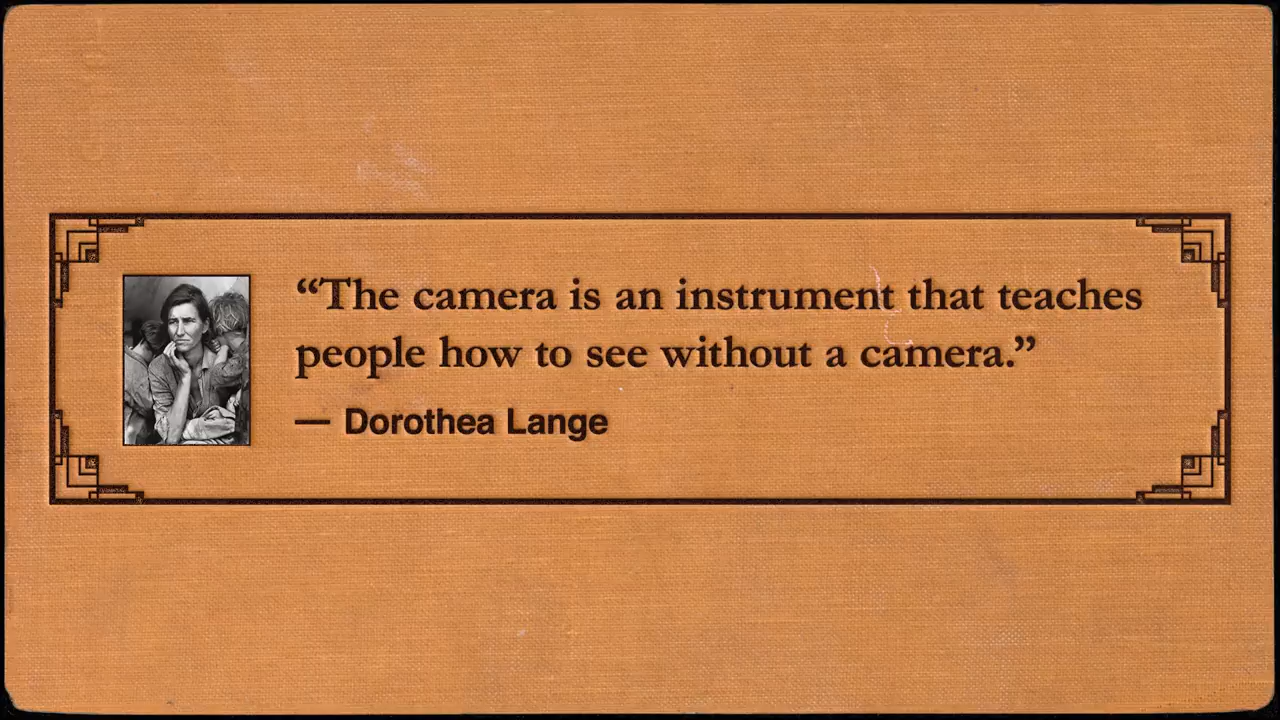 “The camera is an instrument that teaches
people how to see without a camera.”
— Dorothea Lange